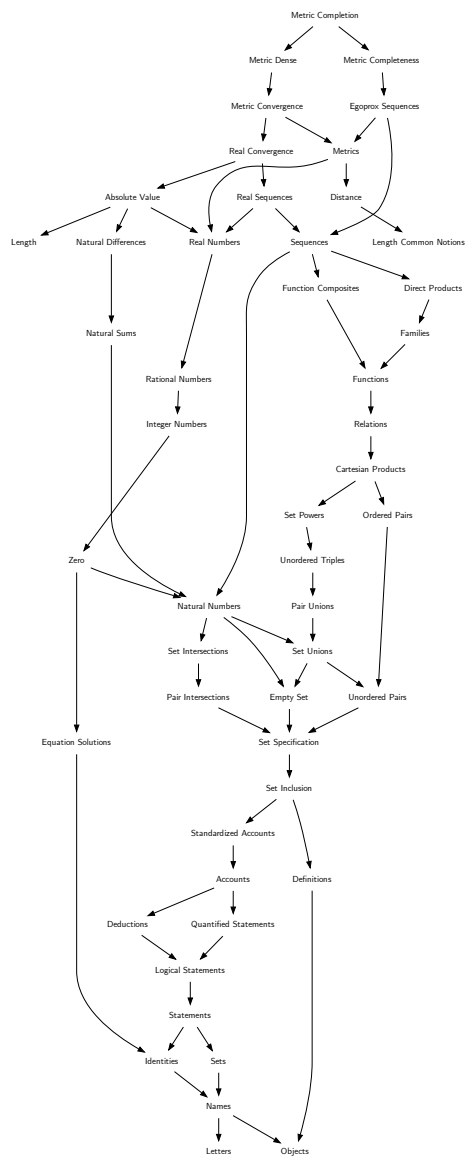 Metric Completion
Metric Dense
Metric Completeness
Metric Convergence
Egoprox Sequences
Real Convergence
Metrics
Absolute Value
Real Sequences
Distance
Length
Natural Differences
Real Numbers
Sequences
Length Common Notions
Function Composites
Direct Products
Natural Sums
Families
Rational Numbers
Functions
Integer Numbers
Relations
Cartesian Products
Set Powers
Ordered Pairs
Zero
Unordered Triples
Natural Numbers
Pair Unions
Set Intersections
Set Unions
Pair Intersections
Empty Set
Unordered Pairs
Equation Solutions
Set Specification
Set Inclusion
Standardized Accounts
Accounts
Definitions
Deductions
Quantified Statements
Logical Statements
Statements
Identities
Sets
Names
Letters
Objects